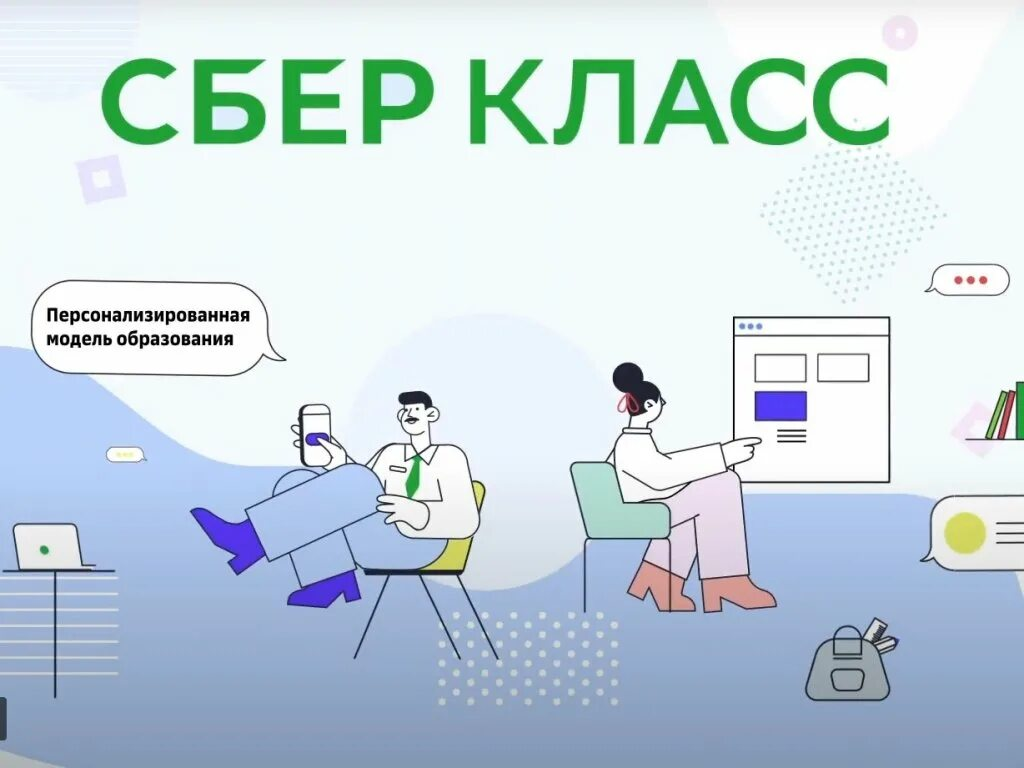 СБЕР КЛАСС
Персонализированная
модель образования